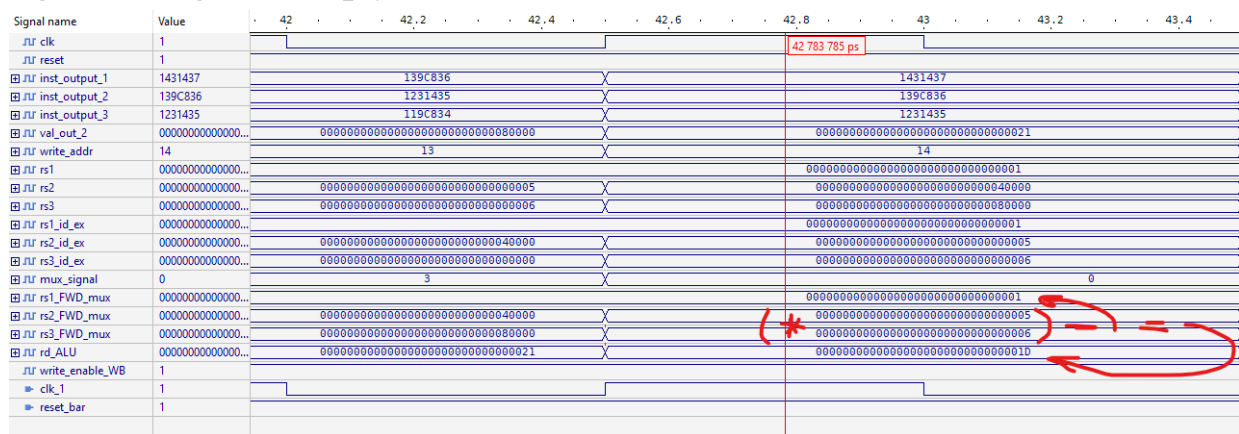 Signal name Value 42 42.2 42.4 42.6 42.8 43 43.2 43.4
clk 1 42 783 785 ps
reset 1
inst_output_1 1431437 139C836 1431437
inst_output_2 139C836 1231435 139C836
inst_output_3 1231435 119C834 1231435
val_out_2 00000000000000... 00000000000000000000000000080000 00000000000000000000000000000021
write_addr 14 13 14
rs1 00000000000000... 00000000000000000000000000000001
rs2 00000000000000... 00000000000000000000000000000005 00000000000000000000000000040000
rs3 00000000000000... 00000000000000000000000000000006 00000000000000000000000000080000
rs1_id_ex 00000000000000... 00000000000000000000000000000001
rs2_id_ex 00000000000000... 00000000000000000000000000040000 00000000000000000000000000000005
rs3_id_ex 00000000000000... 00000000000000000000000000000000 00000000000000000000000000000006
mux_signal 0 3 0
rs1_FWD_mux 00000000000000... 00000000000000000000000000000001
rs2_FWD_mux 00000000000000... 00000000000000000000000000040000 00000000000000000000000000000005
rs3_FWD_mux 00000000000000... 00000000000000000000000000080000 ( * 00000000000000000000000000000006 ) - =
rd_ALU 00000000000000... 00000000000000000000000000000021 0000000000000000000000000000001D
write_enable_WB 1
clk_1 1
reset_bar 1